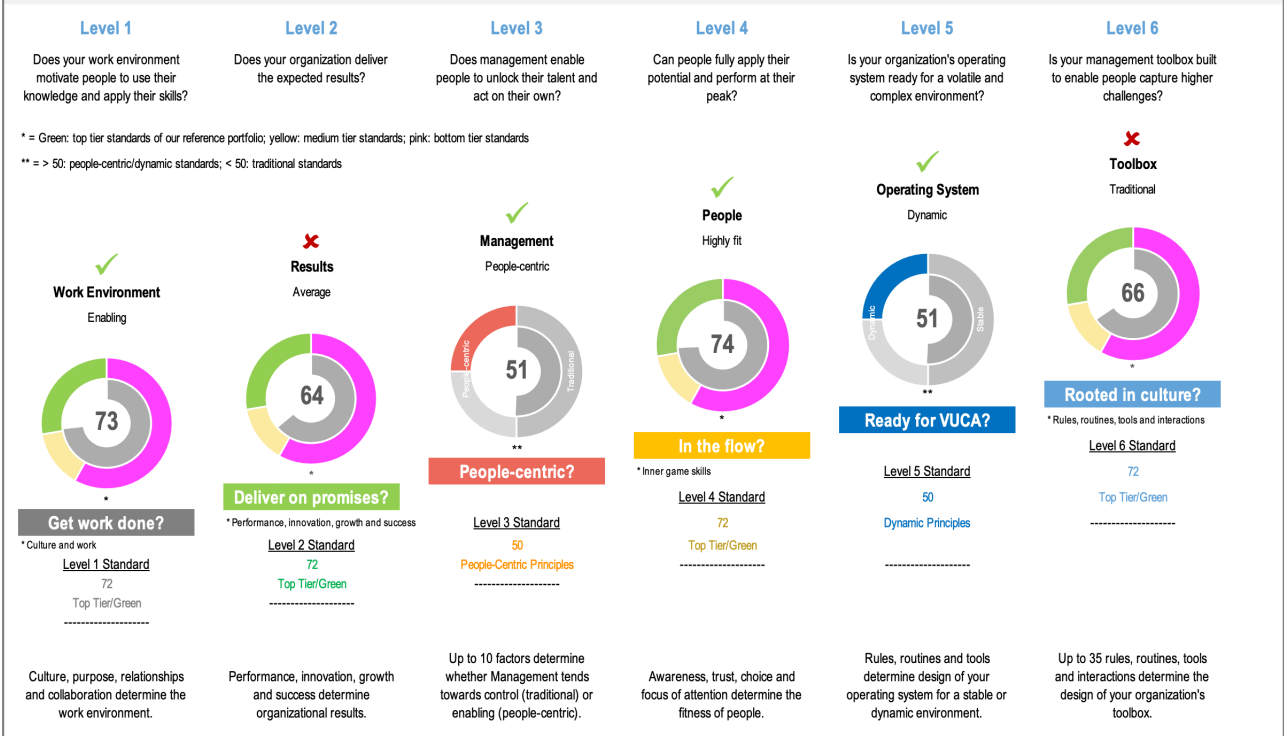 Level 1
Does your work environment
motivate people to use their
knowledge and apply their skills?
Level 2
Does your organization deliver
the expected results?
Level 3
Does management enable
people to unlock their talent and
act on their own?
Level 4
Can people fully apply their
potential and perform at their
peak?
Level 5
Is your organization's operating
system ready for a volatile and
complex environment?
Level 6
Is your management toolbox built
to enable people capture higher
challenges?
* = Green: top tier standards of our reference portfolio; yellow: medium tier standards; pink: bottom tier standards
** = > 50: people-centric/dynamic standards; < 50: traditional standards
Work Environment
Enabling
73
*
Get work done?
* Culture and work
Level 1 Standard
72
Top Tier/Green
--------------------
Culture, purpose, relationships
and collaboration determine the
work environment.
Results
Average
64
*
Deliver on promises?
* Performance, innovation, growth and success
Level 2 Standard
72
Top Tier/Green
--------------------
Performance, innovation, growth
and success determine
organizational results.
Management
People-centric
People-centric
51
Traditional
**
People-centric?
Level 3 Standard
50
People-Centric Principles
--------------------
Up to 10 factors determine
whether Management tends
towards control (traditional) or
enabling (people-centric).
People
Highly fit
74
*
In the flow?
* Inner game skills
Level 4 Standard
72
Top Tier/Green
--------------------
Awareness, trust, choice and
focus of attention determine the
fitness of people.
Operating System
Dynamic
Dynamic
51
Stable
**
Ready for VUCA?
Level 5 Standard
50
Dynamic Principles
--------------------
Rules, routines and tools
determine design of your
operating system for a stable or
dynamic environment.
Toolbox
Traditional
66
*
Rooted in culture?
* Rules, routines, tools and interactions
Level 6 Standard
72
Top Tier/Green
--------------------
Up to 35 rules, routines, tools
and interactions determine the
design of your organization's
toolbox.